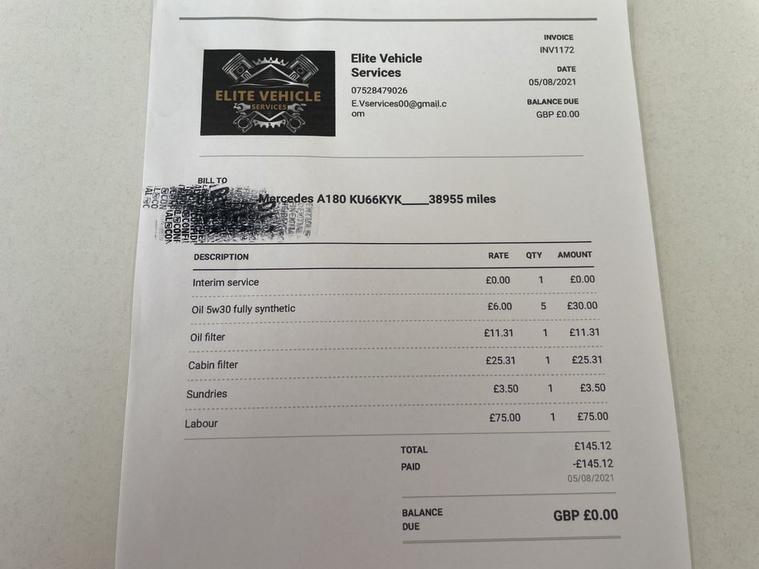 INVOICE
INV1172
DATE
05/08/2021
BALANCE DUE
GBP £0.00
ELITE VEHICLE
SERVICES
Elite Vehicle
Services
07528479026
E.Vservices00@gmail.c
om
BILL TO
Mercedes A180 KU66KYK____38955 miles
DESCRIPTION RATE QTY AMOUNT
Interim service £0.00 1 £0.00
Oil 5w30 fully synthetic £6.00 5 £30.00
Oil filter £11.31 1 £11.31
Cabin filter £25.31 1 £25.31
Sundries £3.50 1 £3.50
Labour £75.00 1 £75.00
TOTAL £145.12
PAID -£145.12
05/08/2021
BALANCE
DUE GBP £0.00